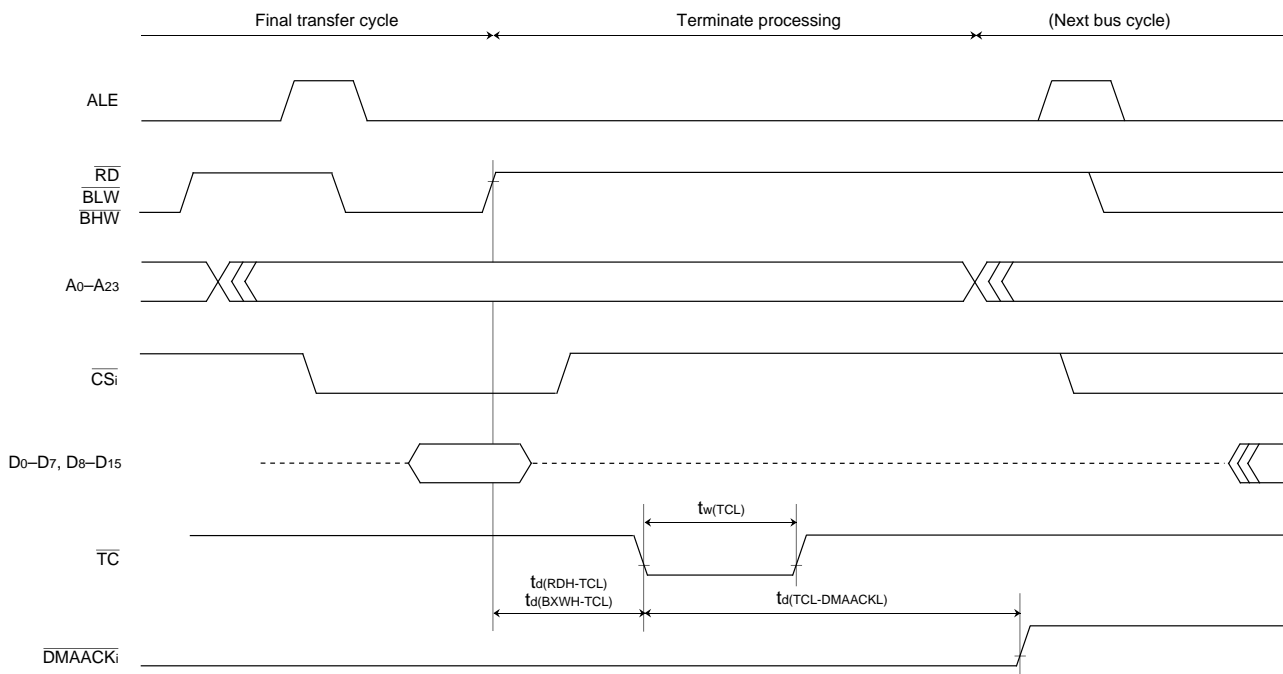 Final transfer cycle
Terminate processing
(Next bus cycle)
ALE
RD
BLW
BHW
A0–A23
CSi
D0–D7, D8–D15
tw(TCL)
TC
td(RDH-TCL)
td(BXWH-TCL)
td(TCL-DMAACKL)
DMAACKi